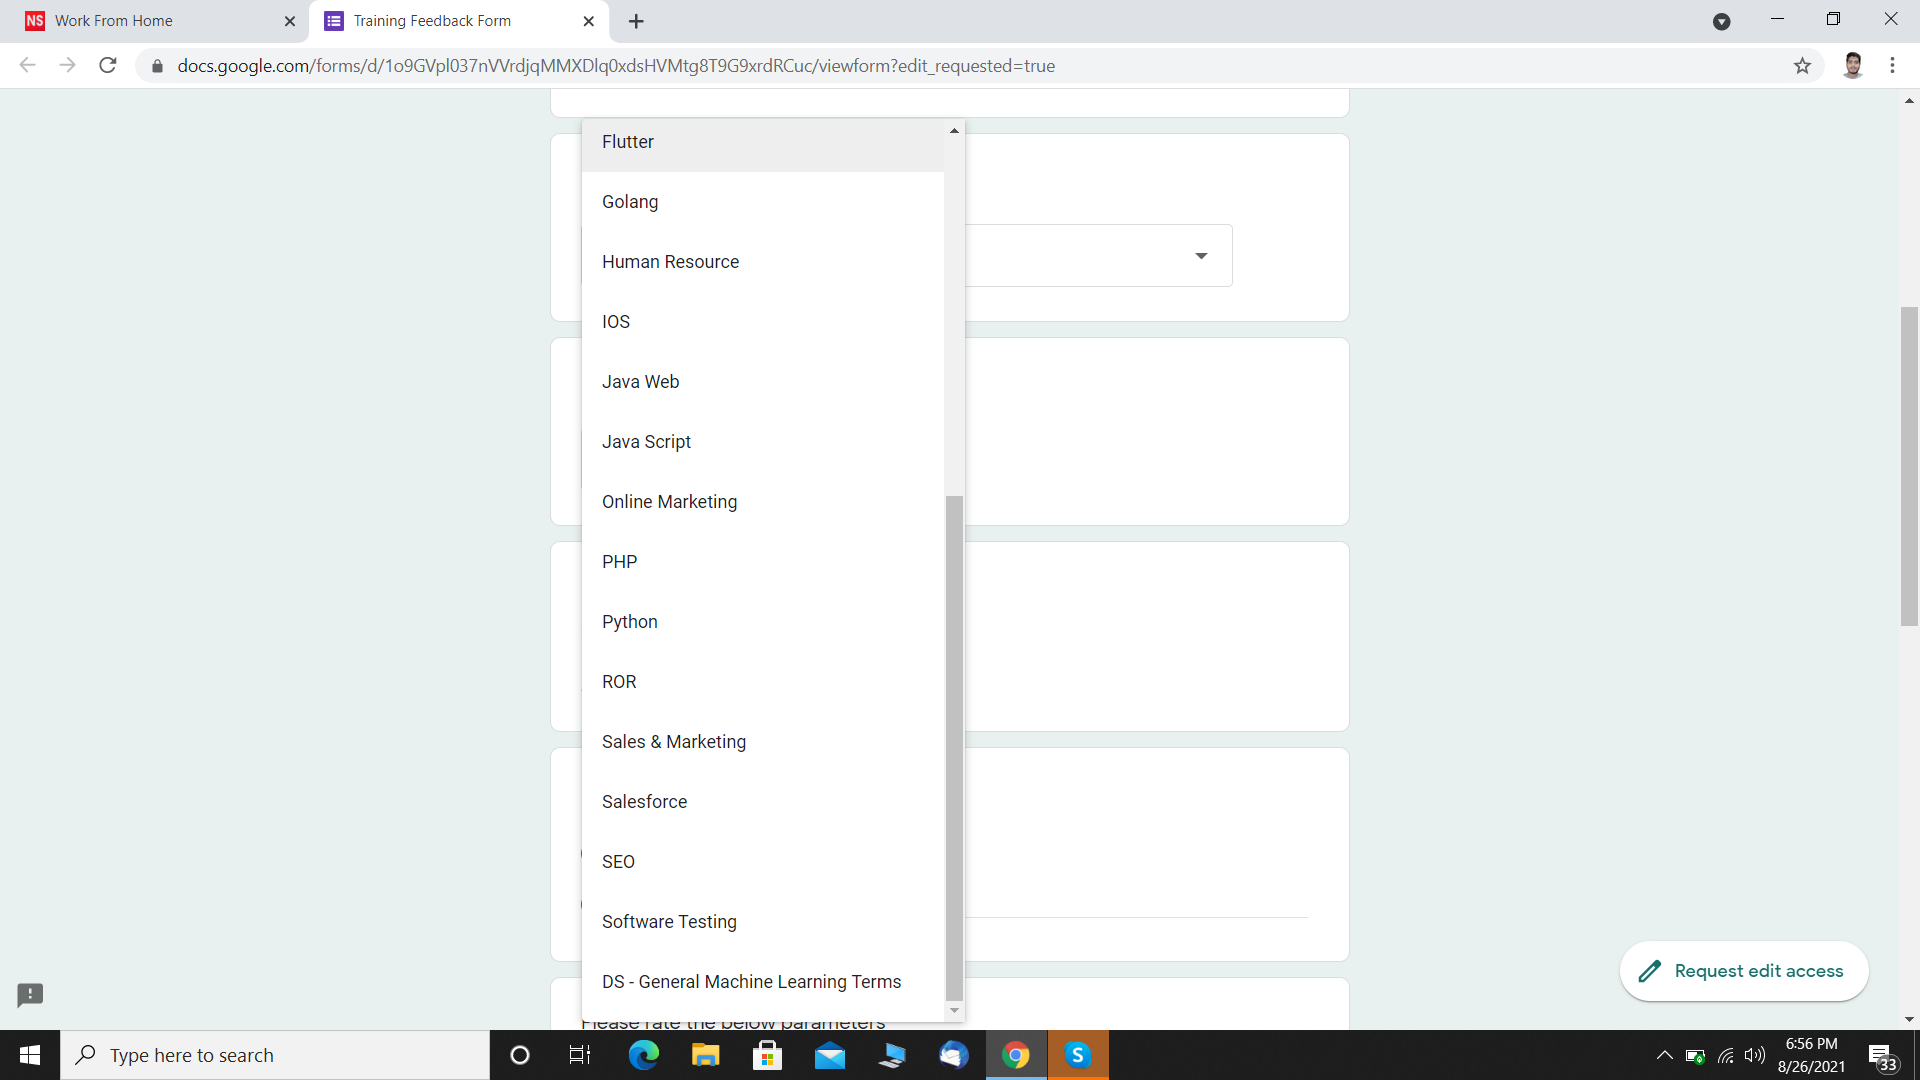 NS Work From Home
Training Feedback Form
docs.google.com/forms/d/1o9GVpl037nVVrdjqMMXDlq0xdsHVMtg8T9G9xrdRCuc/viewform?edit_requested=true
Flutter
Golang
Human Resource
IOS
Java Web
Java Script
Online Marketing
PHP
Python
ROR
Sales & Marketing
Salesforce
SEO
Software Testing
DS - General Machine Learning Terms
Please rate the below parameters
Request edit access
Type here to search
S
6:56 PM
8/26/2021
33